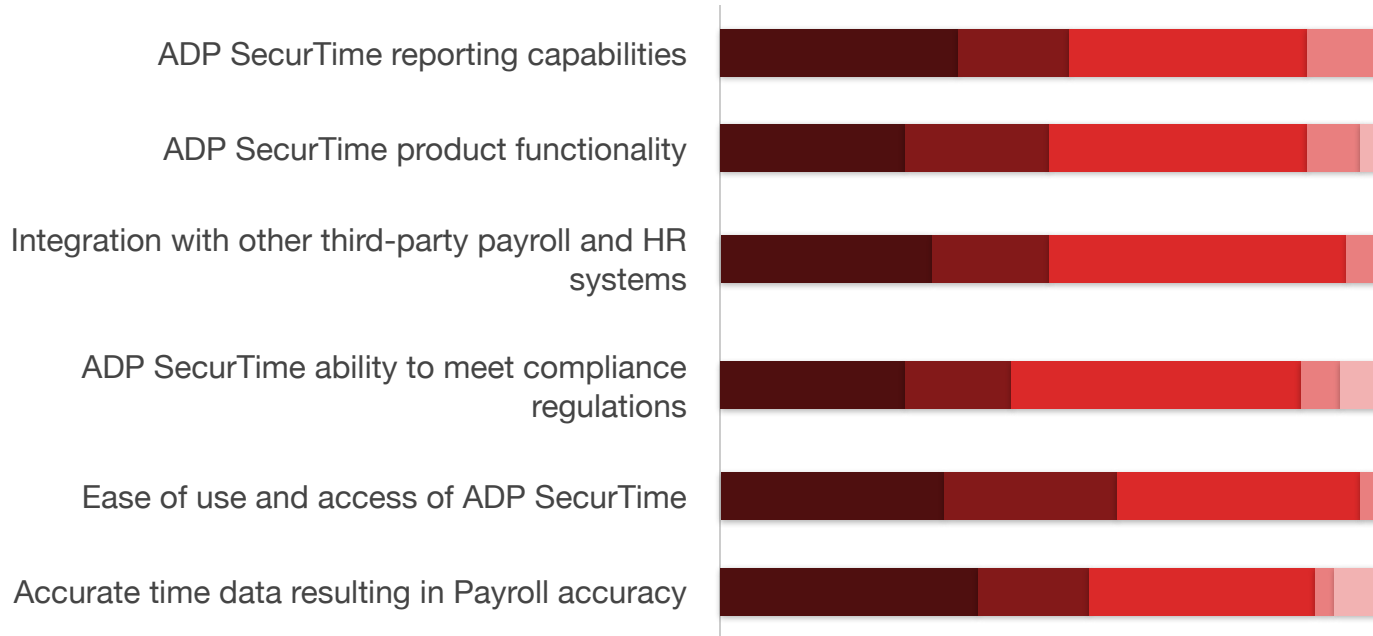 ADP SecurTime reporting capabilities
ADP SecurTime product functionality
Integration with other third-party payroll and HR
systems
ADP SecurTime ability to meet compliance
regulations
Ease of use and access of ADP SecurTime
Accurate time data resulting in Payroll accuracy